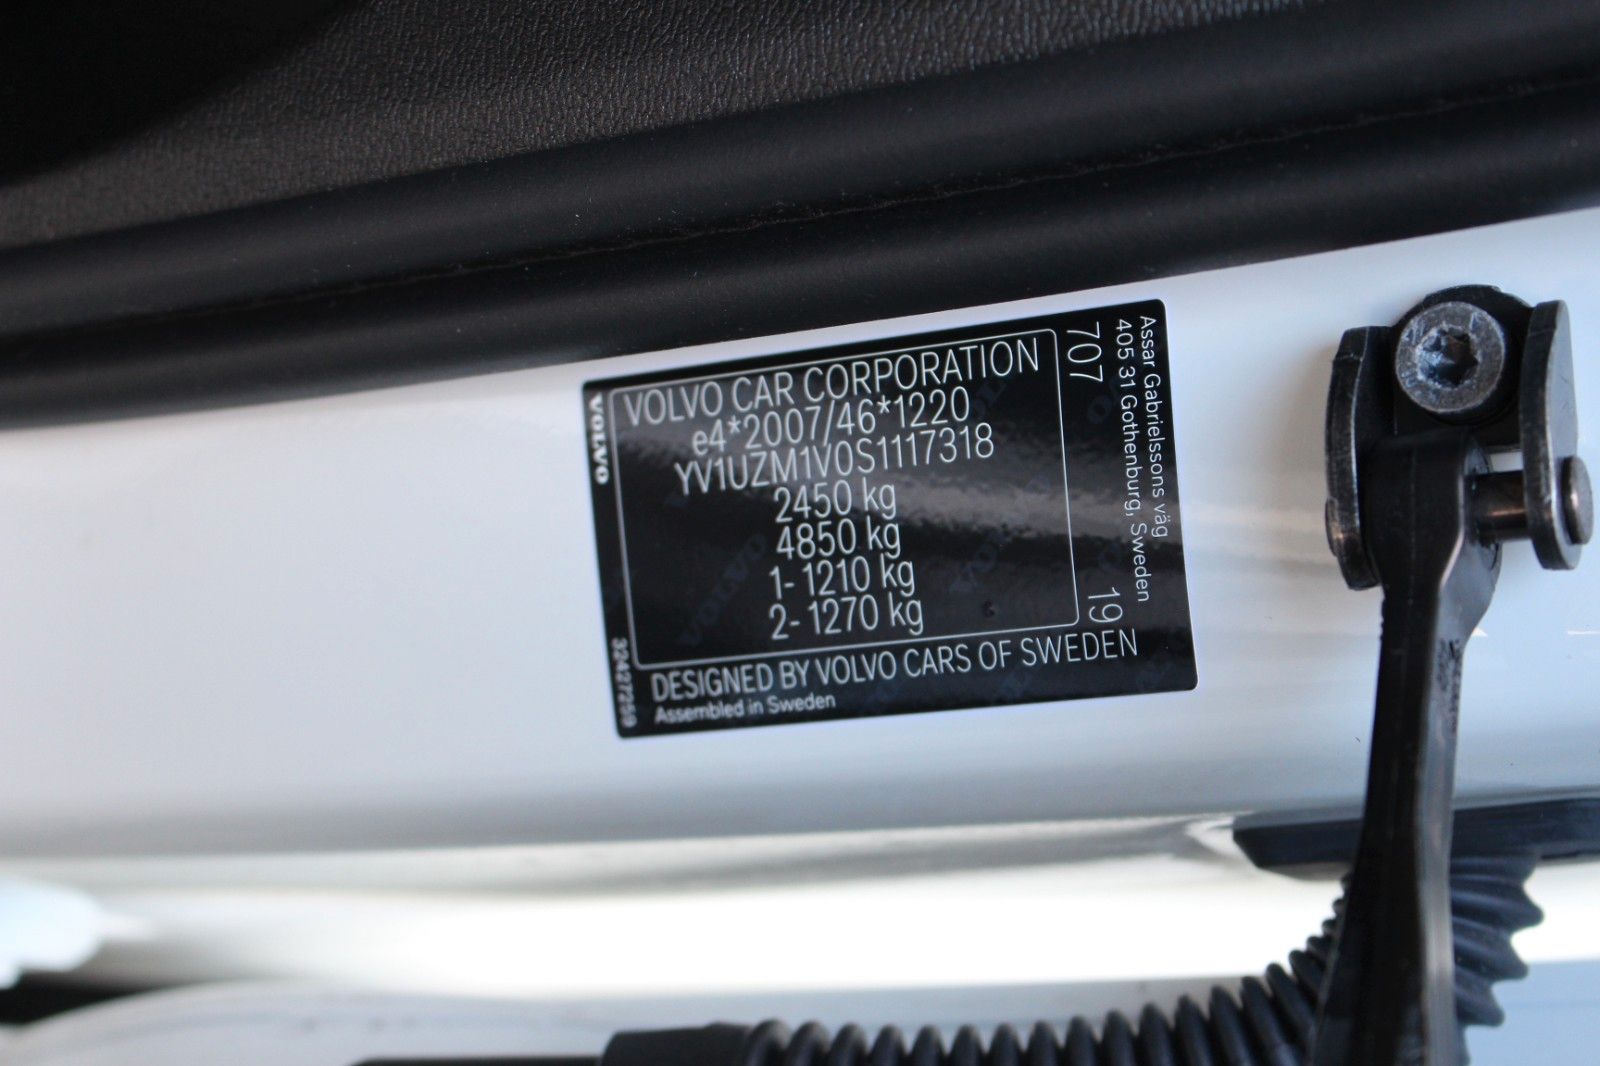 VOLVO CAR CORPORATION
e4*2007/46*1220
YV1UZM1V0S1117318
2450 kg
4850 kg
1- 1210 kg
2- 1270 kg
DESIGNED BY VOLVO CARS OF SWEDEN
Assembled in Sweden
VOLVO
32427259
707
19
Assar Gabrielssons väg
405 31 Gothenburg, Sweden